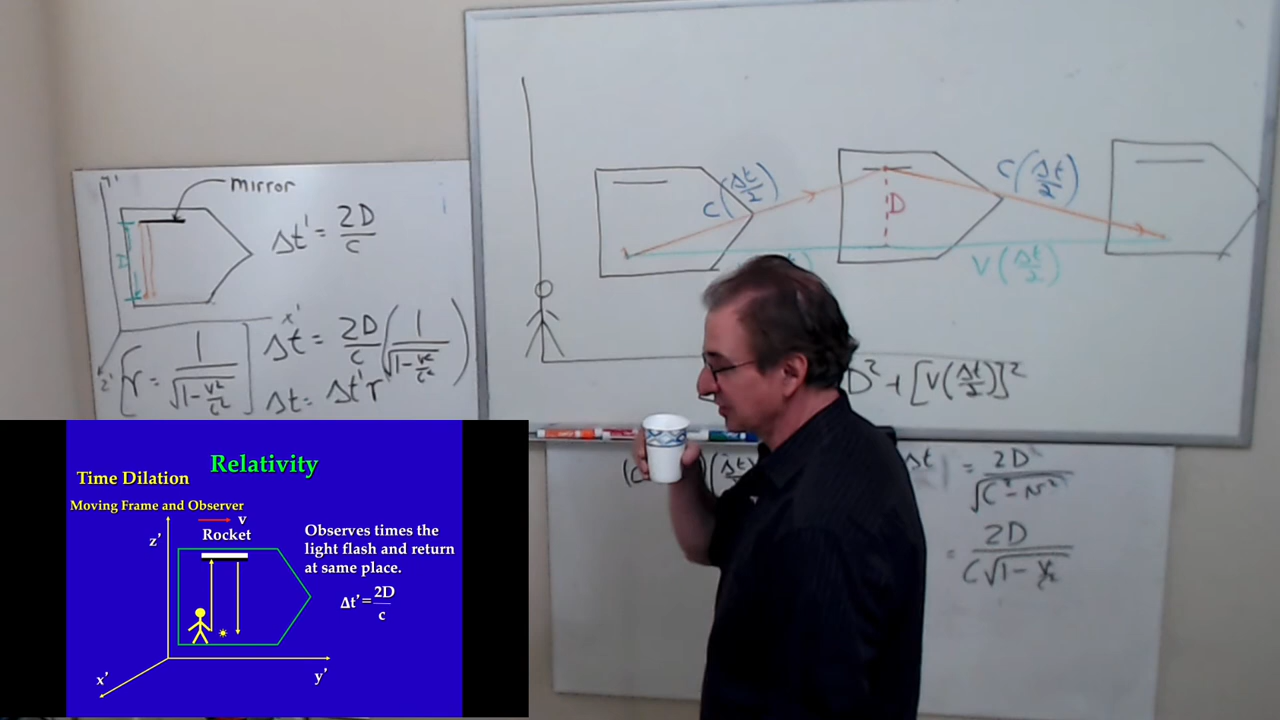 mirror
Δt' = 2D/c
D
x'
z'
r = 1/√(1-v²/c²)
Δt = 2D/c (1/√(1-v²/c²))
Δt = Δt' r
C(Δt/2)
C(Δt/2)
D
V(Δt/2)
D² + [V(Δt/2)]²
Δt = 2D/√(C²-v²)
= 2D/(C√(1-v²/c²))
Relativity
Time Dilation
Moving Frame and Observer
v
Rocket
z'
Observes times the
light flash and return
at same place.
Δt' = 2D/c
x'
y'